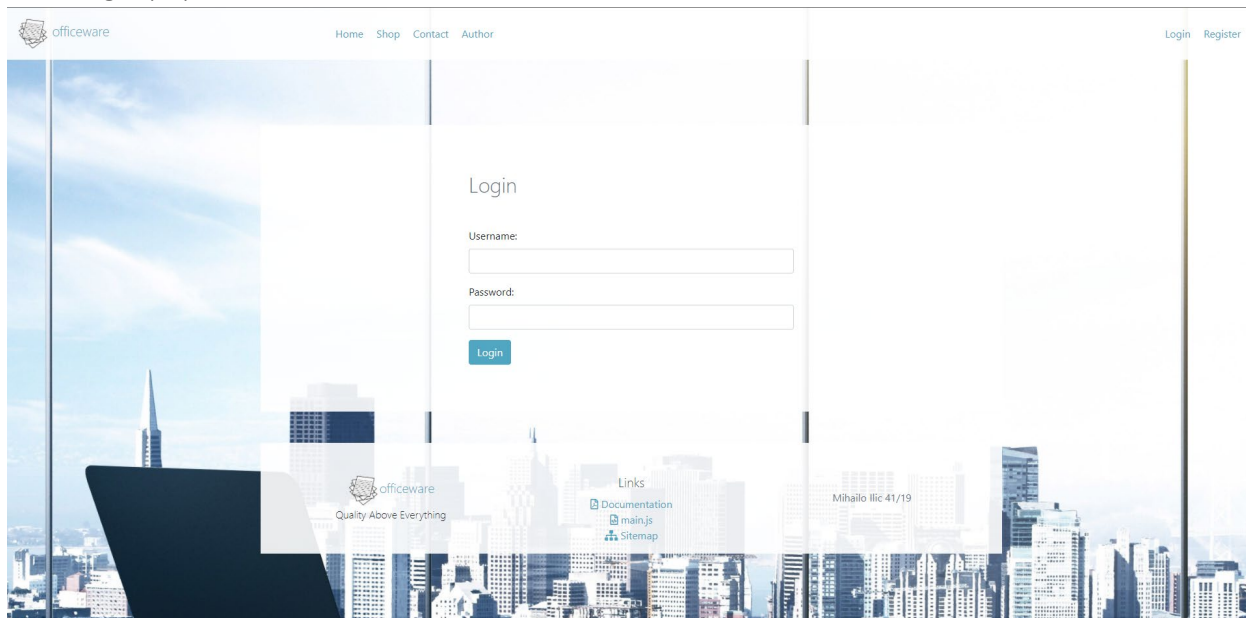 officeware
Home Shop Contact Author
Login Register
Login
Username:
Password:
Login
officeware
Quality Above Everything
Links
Documentation
main.js
Sitemap
Mihailo Ilic 41/19